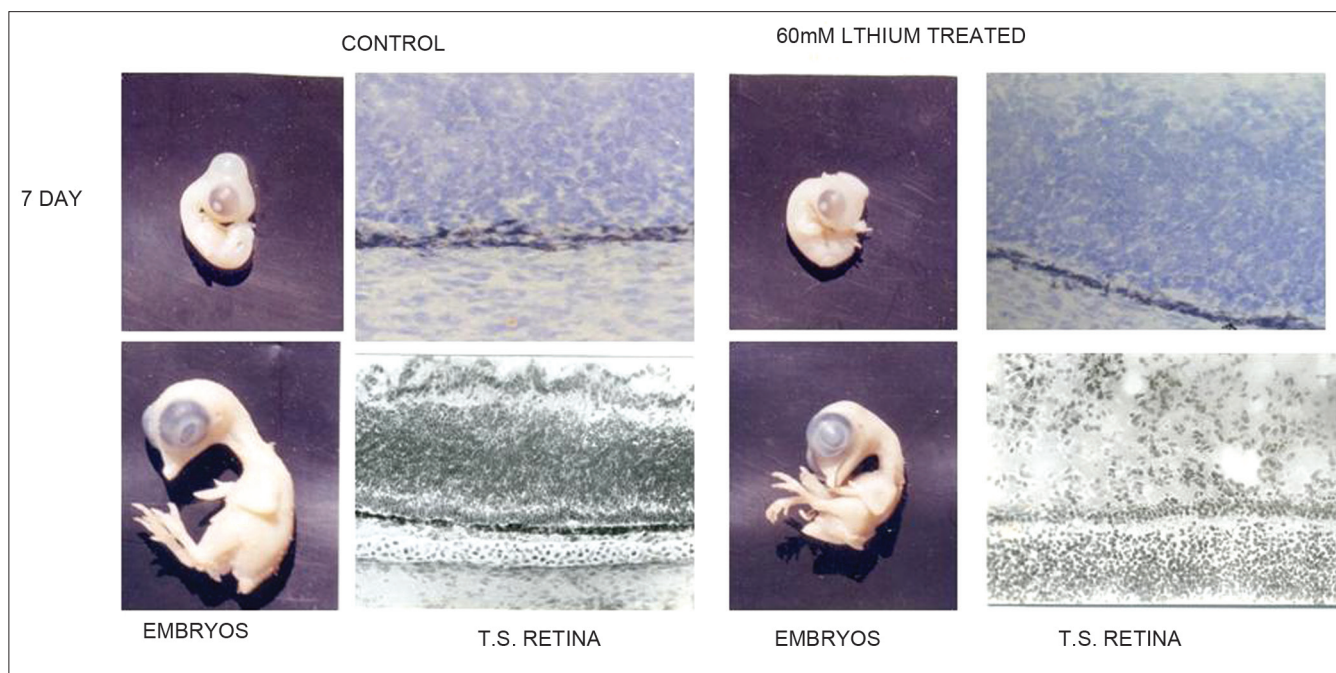 CONTROL
60mM LTHIUM TREATED
7 DAY
EMBRYOS
T.S. RETINA
EMBRYOS
T.S. RETINA